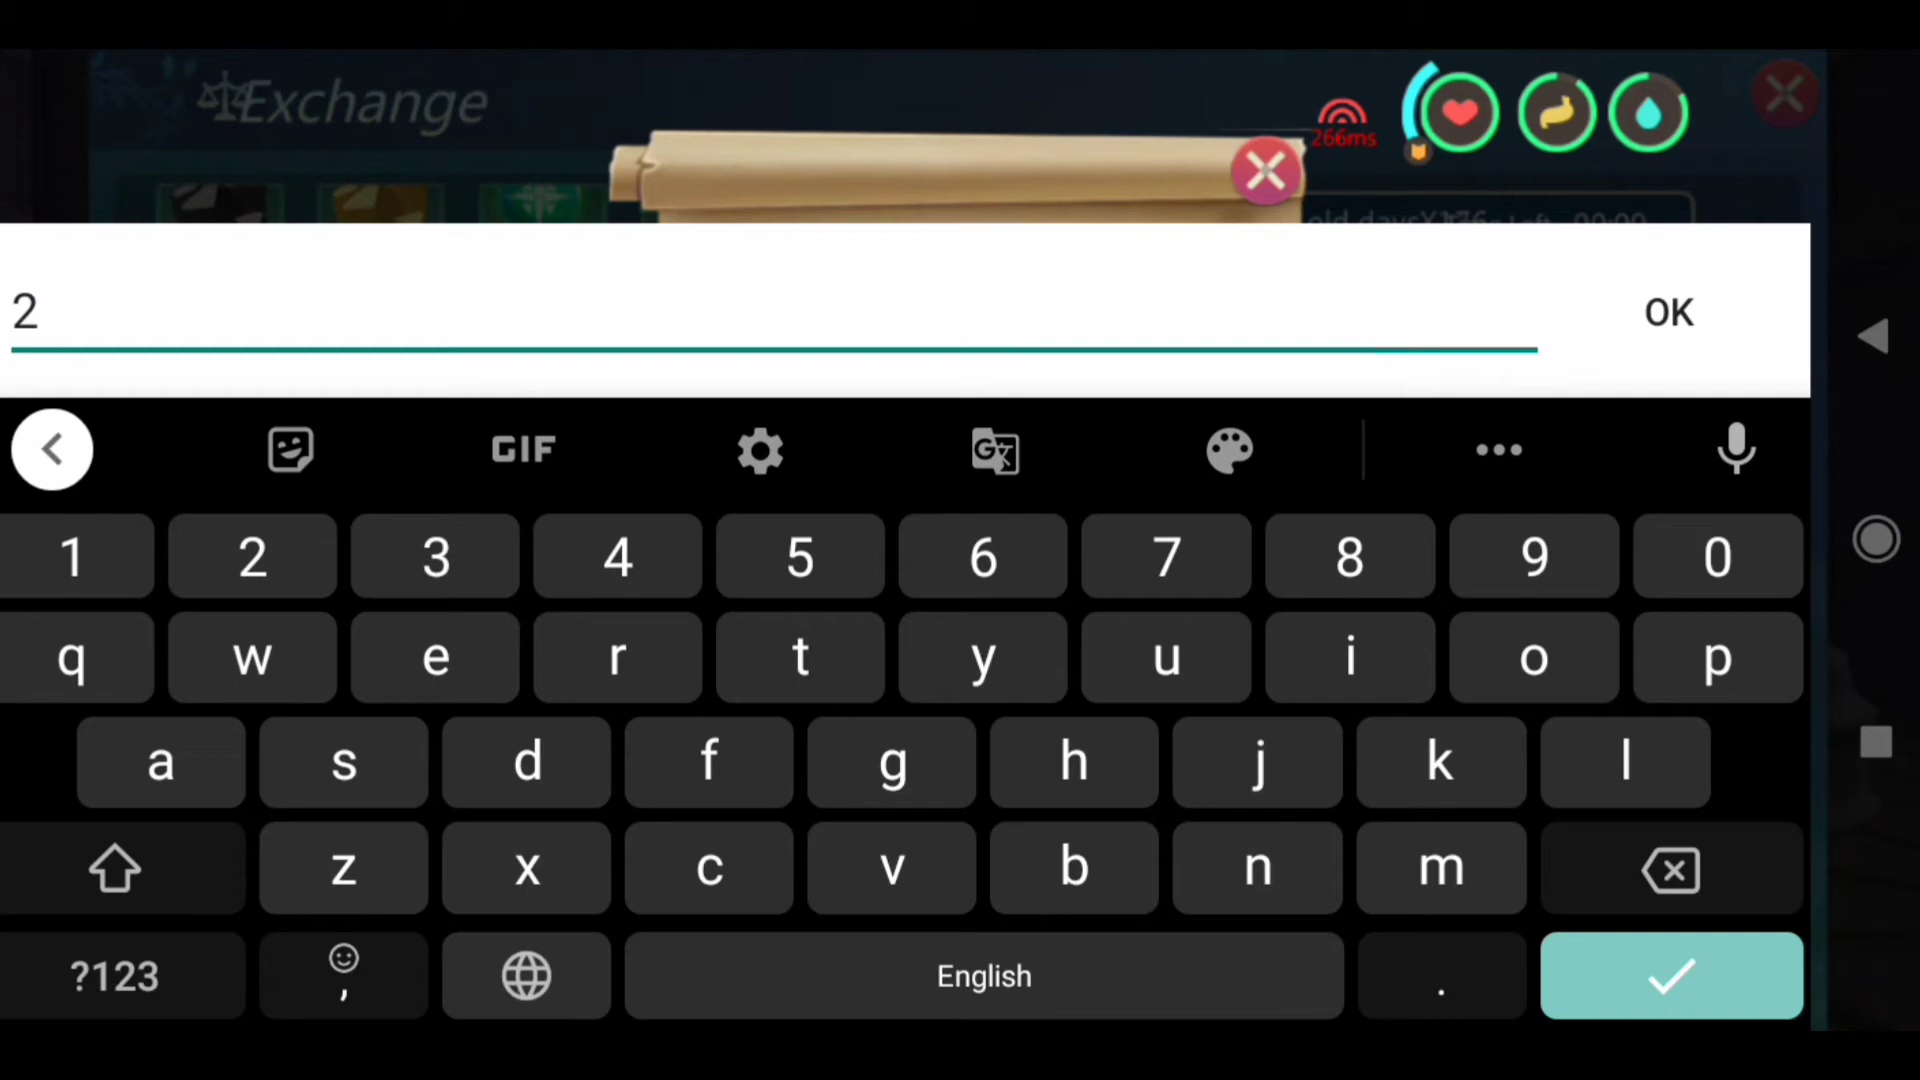 Exchange
266ms
2
OK
GIF
G
1 2 3 4 5 6 7 8 9 0
q w e r t y u i o p
a s d f g h j k l
z x c v b n m
?123 , English .